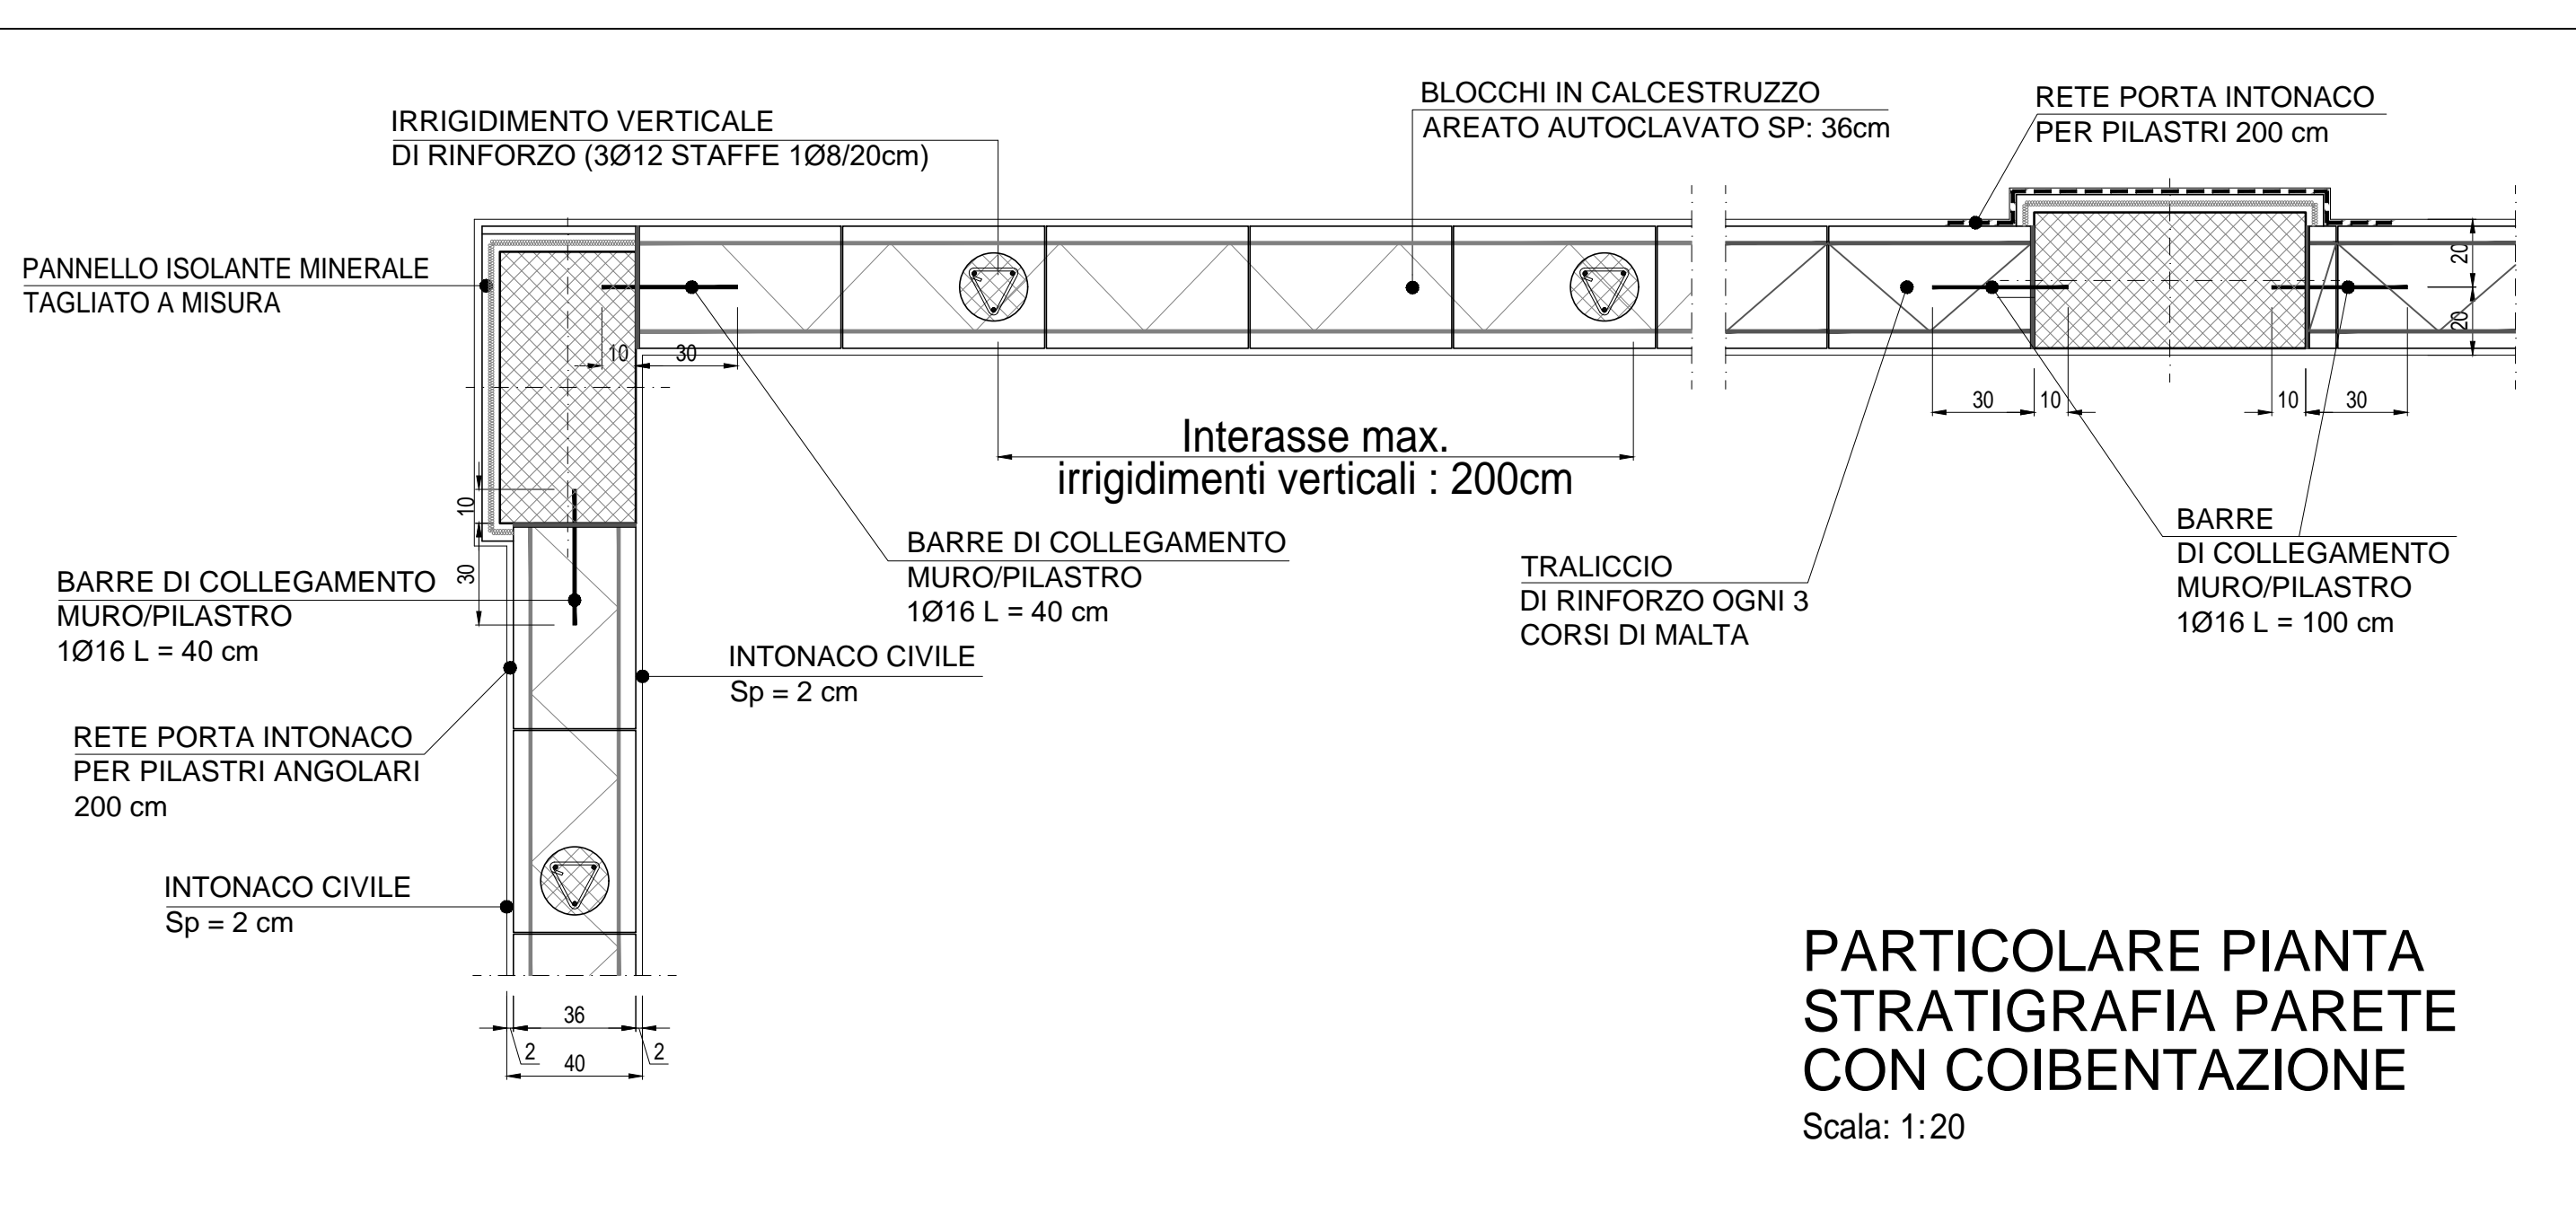 IRRIGIDIMENTO VERTICALE
DI RINFORZO (3Ø12 STAFFE 1Ø8/20cm)
BLOCCHI IN CALCESTRUZZO
AREATO AUTOCLAVATO SP: 36cm
RETE PORTA INTONACO
PER PILASTRI 200 cm
PANNELLO ISOLANTE MINERALE
TAGLIATO A MISURA
20
20
10
30
30
10
10
30
Interasse max.
irrigidimenti verticali : 200cm
10
30
BARRE DI COLLEGAMENTO
MURO/PILASTRO
1Ø16 L = 40 cm
BARRE DI COLLEGAMENTO
MURO/PILASTRO
1Ø16 L = 40 cm
TRALICCIO
DI RINFORZO OGNI 3
CORSI DI MALTA
BARRE
DI COLLEGAMENTO
MURO/PILASTRO
1Ø16 L = 100 cm
INTONACO CIVILE
Sp = 2 cm
RETE PORTA INTONACO
PER PILASTRI ANGOLARI
200 cm
INTONACO CIVILE
Sp = 2 cm
36
2
2
40
PARTICOLARE PIANTA
STRATIGRAFIA PARETE
CON COIBENTAZIONE
Scala: 1:20